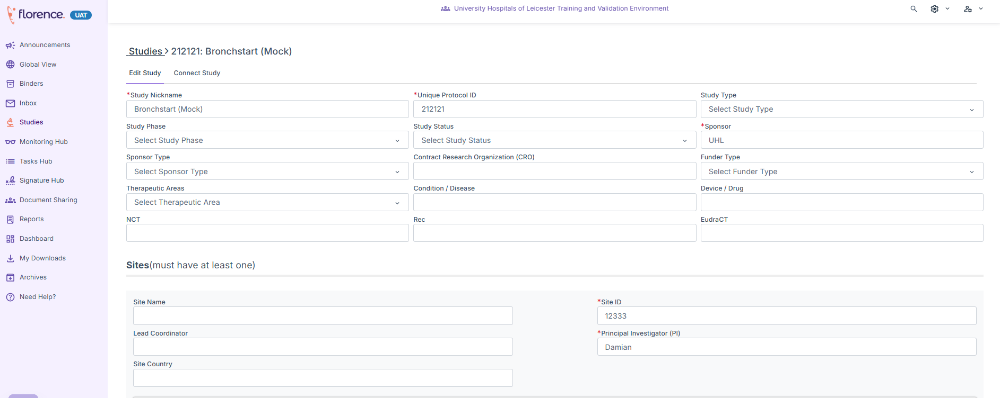 florence. UAT
University Hospitals of Leicester Training and Validation Environment
Announcements
Global View
Binders
Inbox
Studies
Monitoring Hub
Tasks Hub
Signature Hub
Document Sharing
Reports
Dashboard
My Downloads
Archives
Need Help?
Studies > 212121: Bronchstart (Mock)
Edit Study Connect Study
*Study Nickname *Unique Protocol ID Study Type
Bronchstart (Mock) 212121 Select Study Type
Study Phase Study Status *Sponsor
Select Study Phase Select Study Status UHL
Sponsor Type Contract Research Organization (CRO) Funder Type
Select Sponsor Type Select Funder Type
Therapeutic Areas Condition / Disease Device / Drug
Select Therapeutic Area
NCT Rec EudraCT
Sites(must have at least one)
Site Name *Site ID
12333
Lead Coordinator *Principal Investigator (PI)
Damian
Site Country